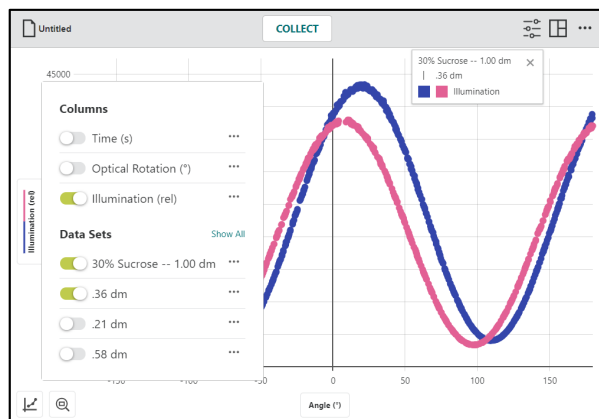 Untitled
COLLECT
...
45000
30% Sucrose -- 1.00 dm
.36 dm
Illumination
Columns
Time (s)
Optical Rotation (°)
Illumination (rel)
Illumination (rel)
Data Sets
Show All
30% Sucrose -- 1.00 dm
.36 dm
.21 dm
.58 dm
-150 -100 -50 0 50 100 150
Angle (°)